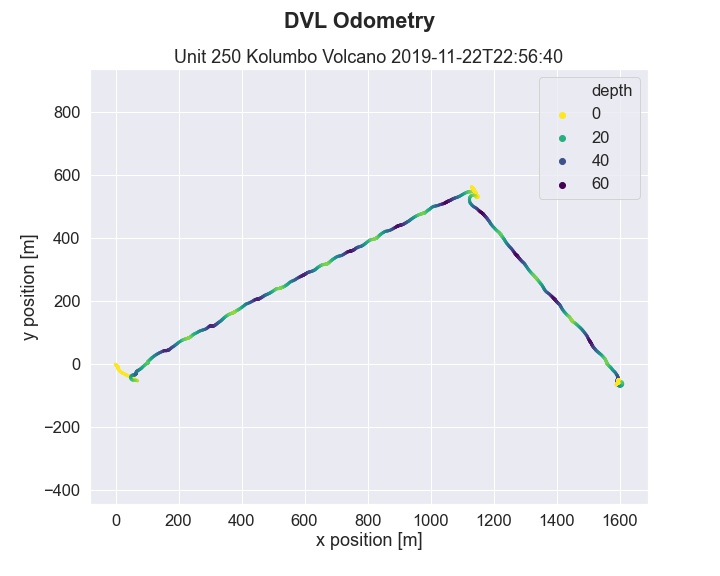 DVL Odometry
Unit 250 Kolumbo Volcano 2019-11-22T22:56:40
depth
0
20
40
60
800
600
400
200
0
−200
−400
y position [m]
0 200 400 600 800 1000 1200 1400 1600
x position [m]